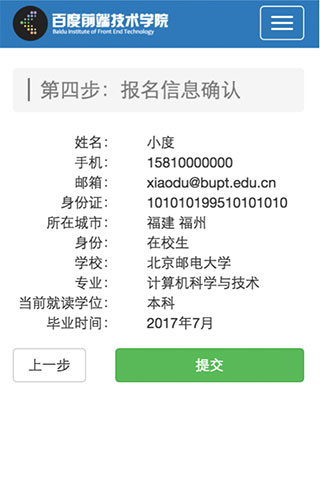 百度前端技术学院
Baidu Institute of Front End Technology
第四步：报名信息确认
姓名： 小度
手机： 15810000000
邮箱： xiaodu@bupt.edu.cn
身份证： 101010199510101010
所在城市： 福建 福州
身份： 在校生
学校： 北京邮电大学
专业： 计算机科学与技术
当前就读学位： 本科
毕业时间： 2017年7月
上一步 提交